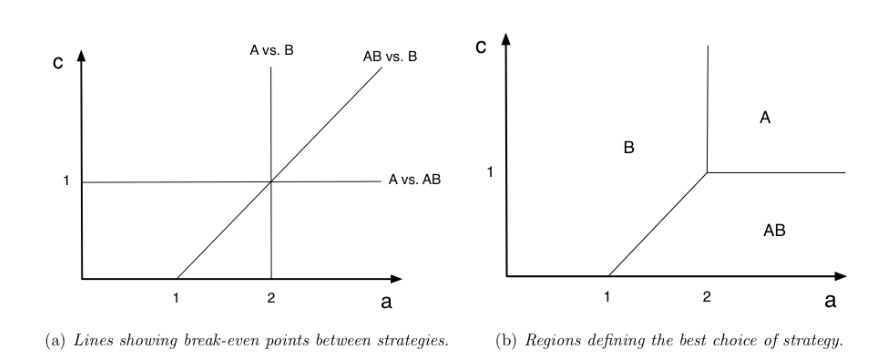 c
A vs. B
AB vs. B
1
A vs. AB
1
2
a
(a) Lines showing break-even points between strategies.
c
A
B
1
AB
1
2
a
(b) Regions defining the best choice of strategy.